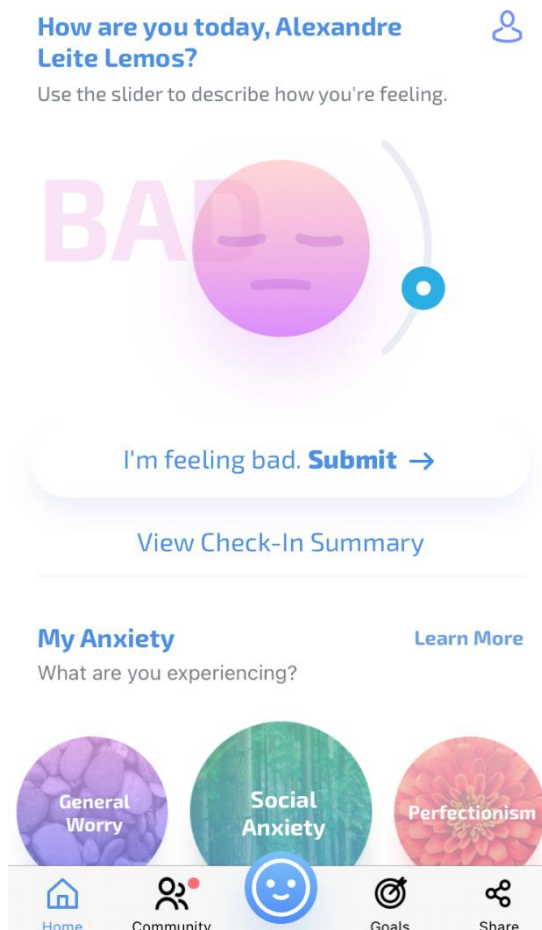 How are you today, Alexandre
Leite Lemos?
Use the slider to describe how you're feeling.
BAD
I'm feeling bad. Submit →
View Check-In Summary
My Anxiety
Learn More
What are you experiencing?
General
Worry
Social
Anxiety
Perfectionism
Home
Community
Goals
Share